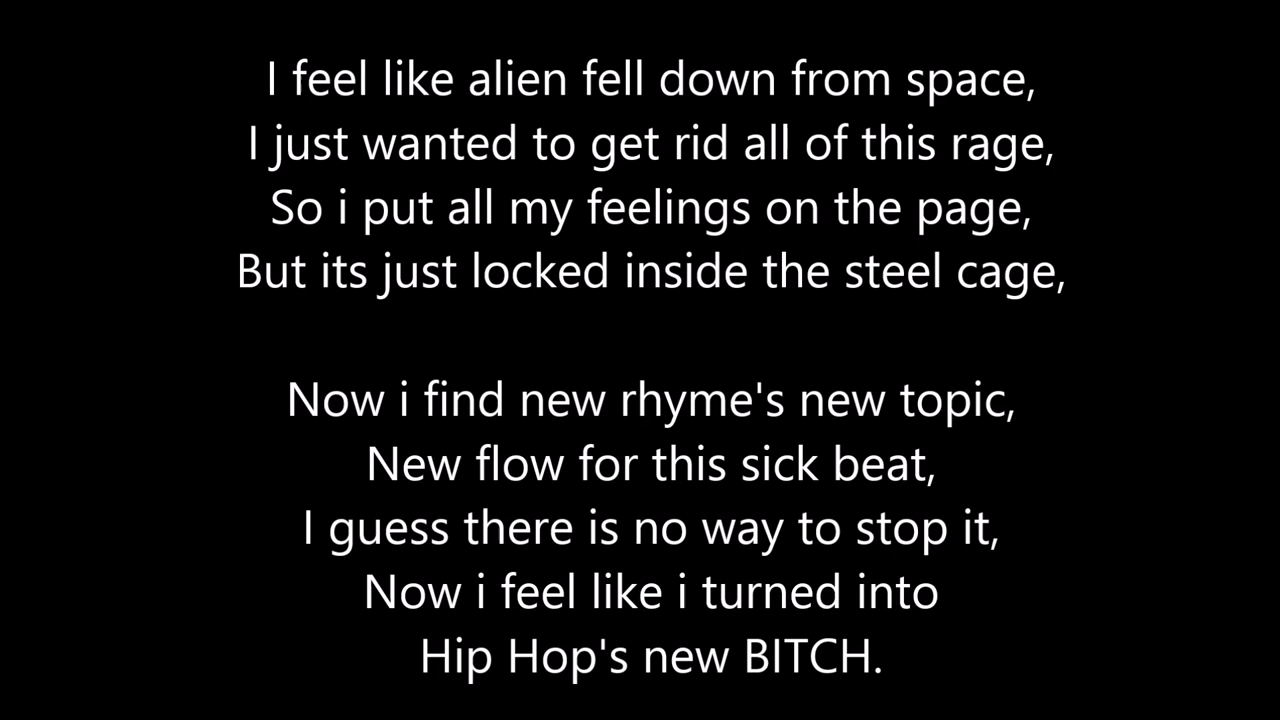 I feel like alien fell down from space,
I just wanted to get rid all of this rage,
So i put all my feelings on the page,
But its just locked inside the steel cage,
Now i find new rhyme's new topic,
New flow for this sick beat,
I guess there is no way to stop it,
Now i feel like i turned into
Hip Hop's new BITCH.